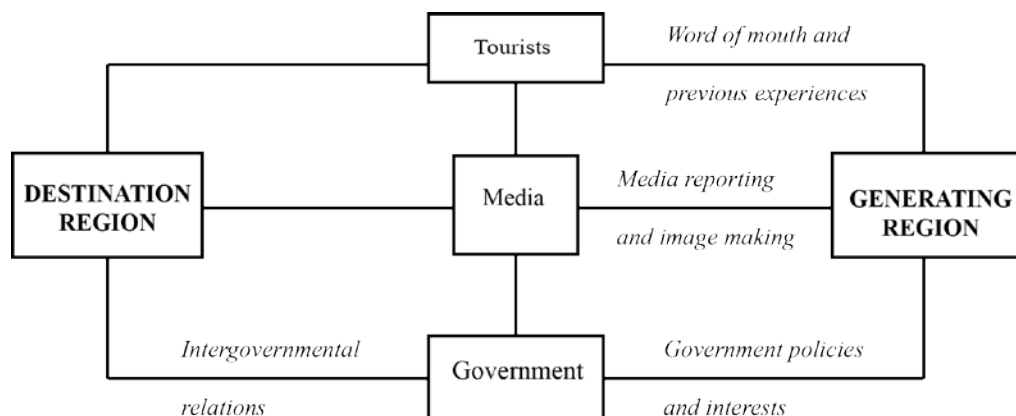 Tourists
Word of mouth and
previous experiences
DESTINATION
REGION
Media
Media reporting
and image making
GENERATING
REGION
Intergovernmental
relations
Government
Government policies
and interests